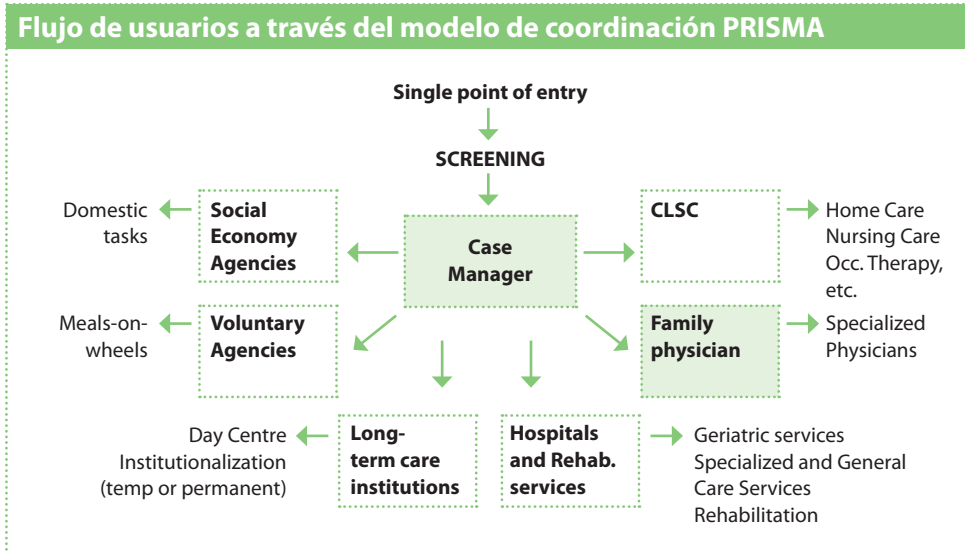 Flujo de usuarios a través del modelo de coordinación PRISMA
Single point of entry
SCREENING
Domestic
tasks
Social
Economy
Agencies
Case
Manager
CLSC
Home Care
Nursing Care
Occ. Therapy,
etc.
Meals-on-
wheels
Voluntary
Agencies
Family
physician
Specialized
Physicians
Day Centre
Institutionalization
(temp or permanent)
Long-
term care
institutions
Hospitals
and Rehab.
services
Geriatric services
Specialized and General
Care Services
Rehabilitation